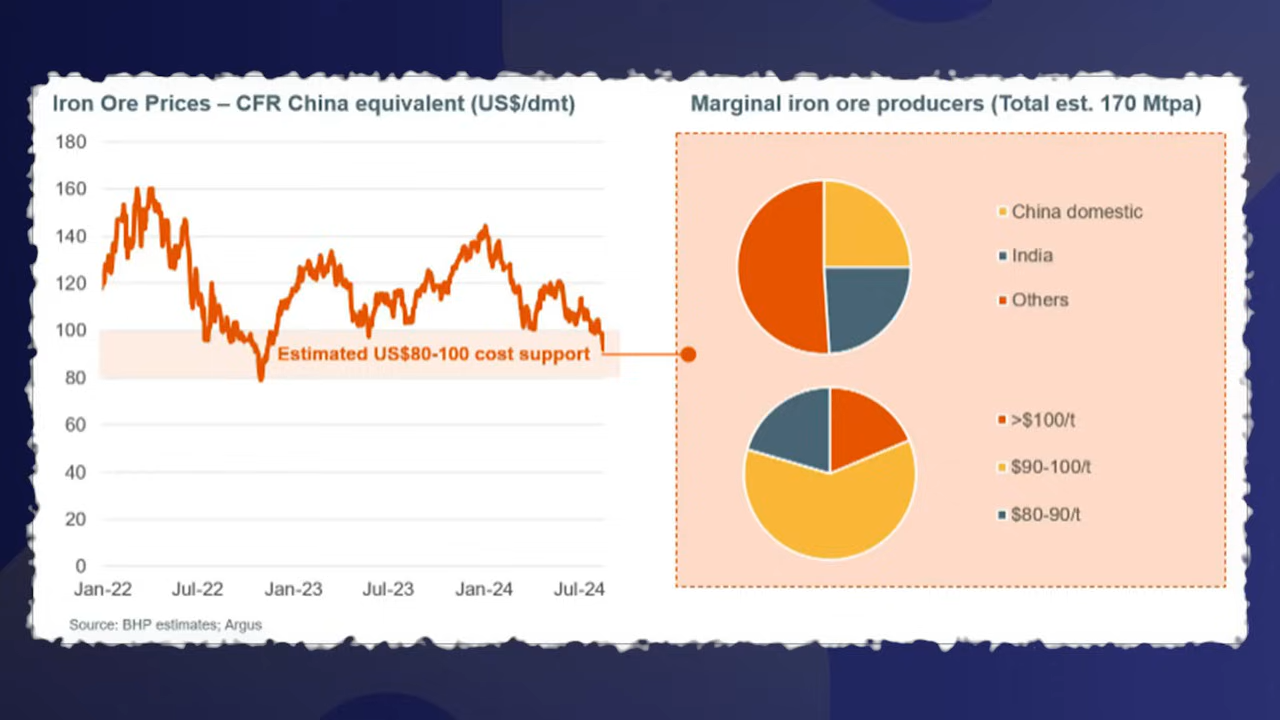 Iron Ore Prices – CFR China equivalent (US$/dmt)
180
160
140
120
100
80
60
40
20
0
Estimated US$80-100 cost support
Jan-22 Jul-22 Jan-23 Jul-23 Jan-24 Jul-24
Source: BHP estimates; Argus
Marginal iron ore producers (Total est. 170 Mtpa)
China domestic
India
Others
>$100/t
$90-100/t
$80-90/t